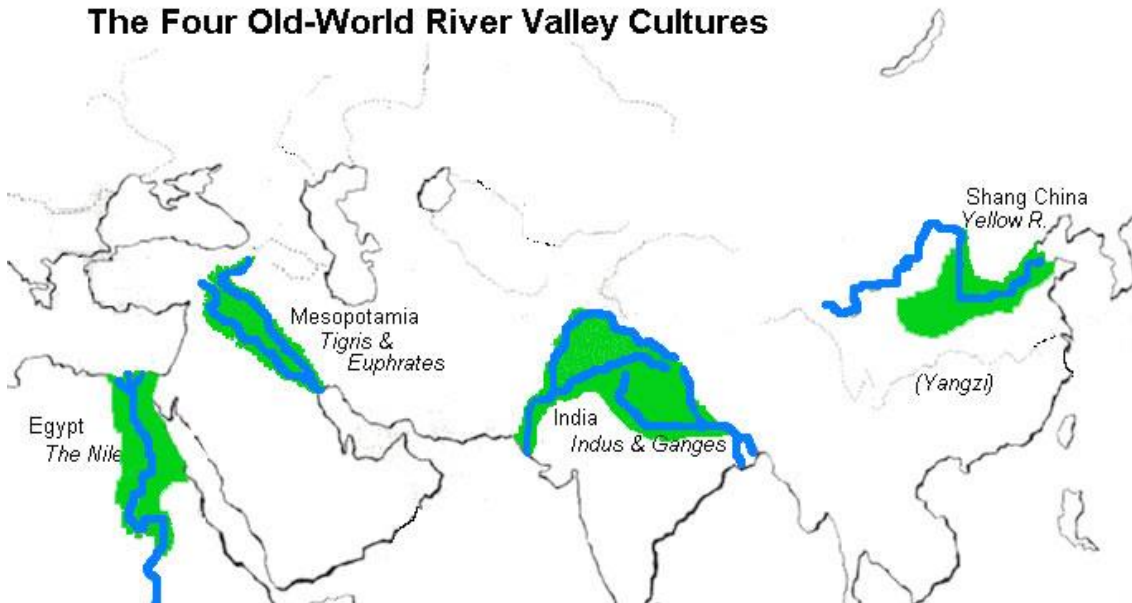 The Four Old-World River Valley Cultures
Shang China
Yellow R.
Mesopotamia
Tigris &
Euphrates
(Yangzi)
Egypt
The Nile
India
Indus & Ganges